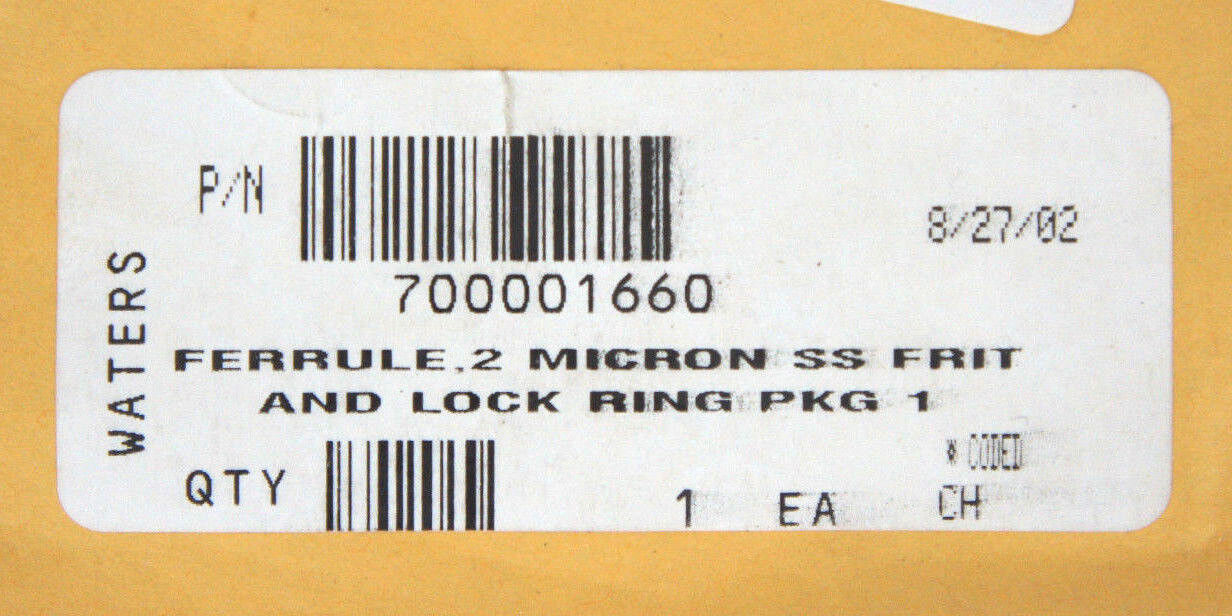 WATERS
P/N
8/27/02
700001660
FERRULE,2 MICRON SS FRIT
AND LOCK RING PKG 1
* CODED
QTY 1 EA CH